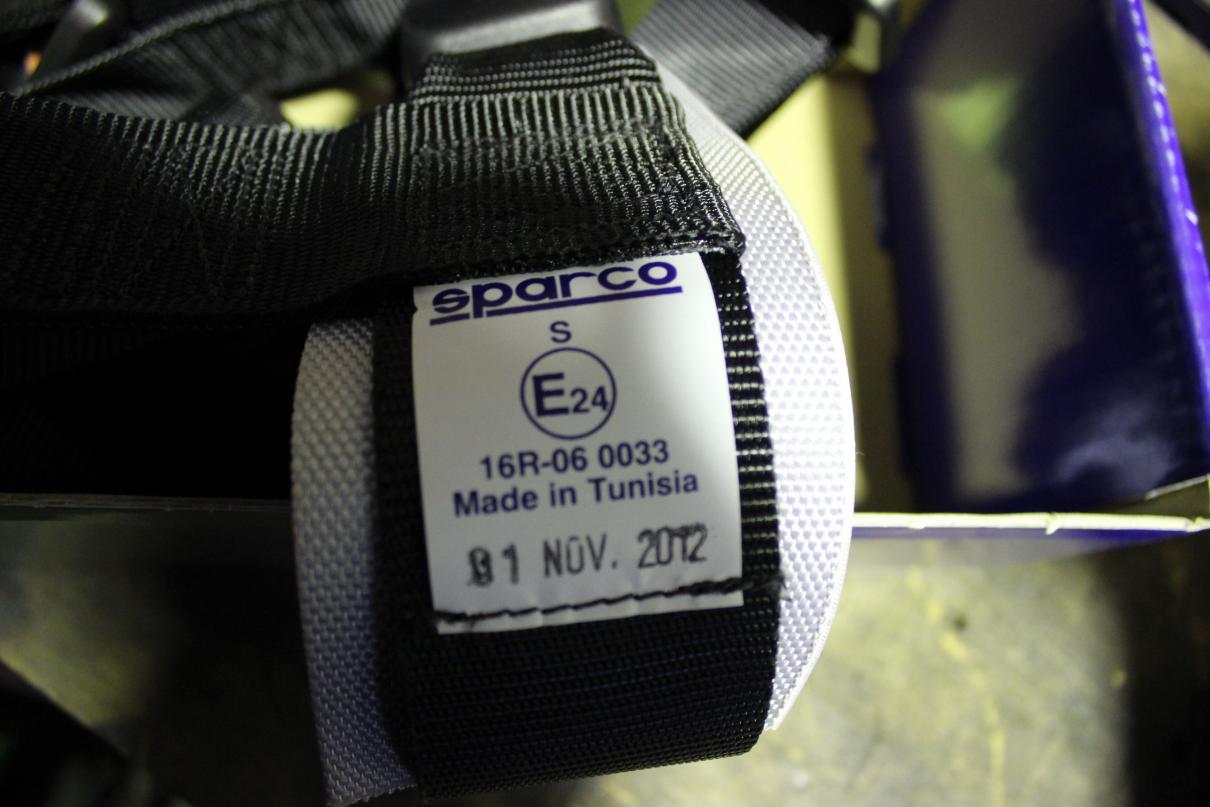 sparco
S
E24
16R-06 0033
Made in Tunisia
01 NOV. 2012